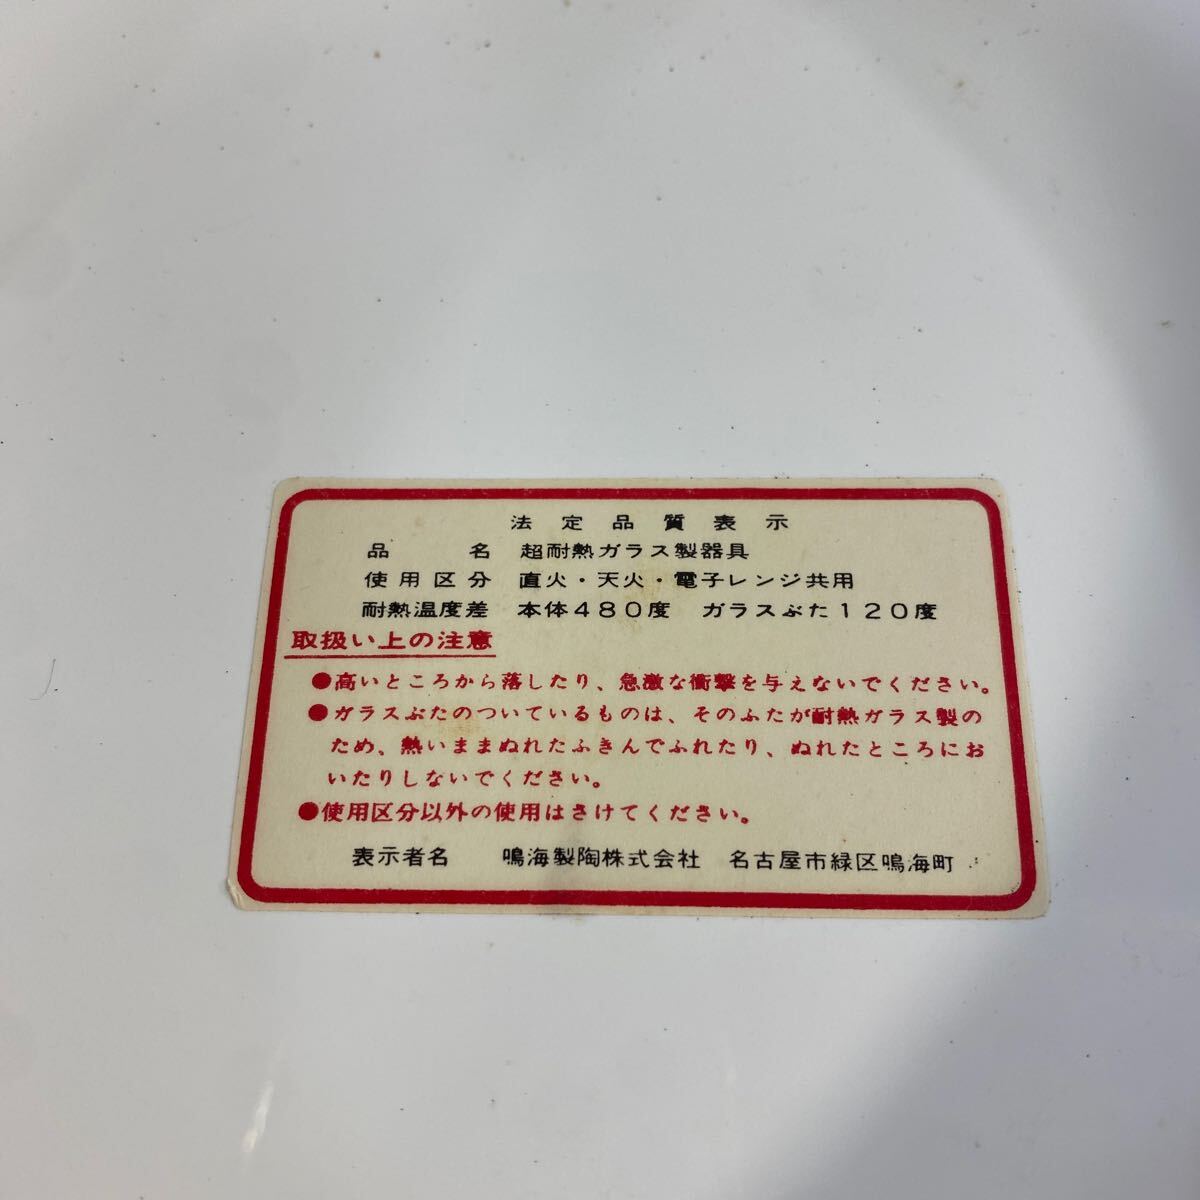 法定品質表示
品名 超耐熱ガラス製器具
使用区分 直火・天火・電子レンジ共用
耐熱温度差 本体480度 ガラスぶた120度
取扱い上の注意
●高いところから落したり、急激な衝撃を与えないでください。
●ガラスぶたのついているものは、そのふたが耐熱ガラス製の
ため、熱いままぬれたふきんでふれたり、ぬれたところにお
いたりしないでください。
●使用区分以外の使用はさけてください。
表示者名 鳴海製陶株式会社 名古屋市緑区鳴海町